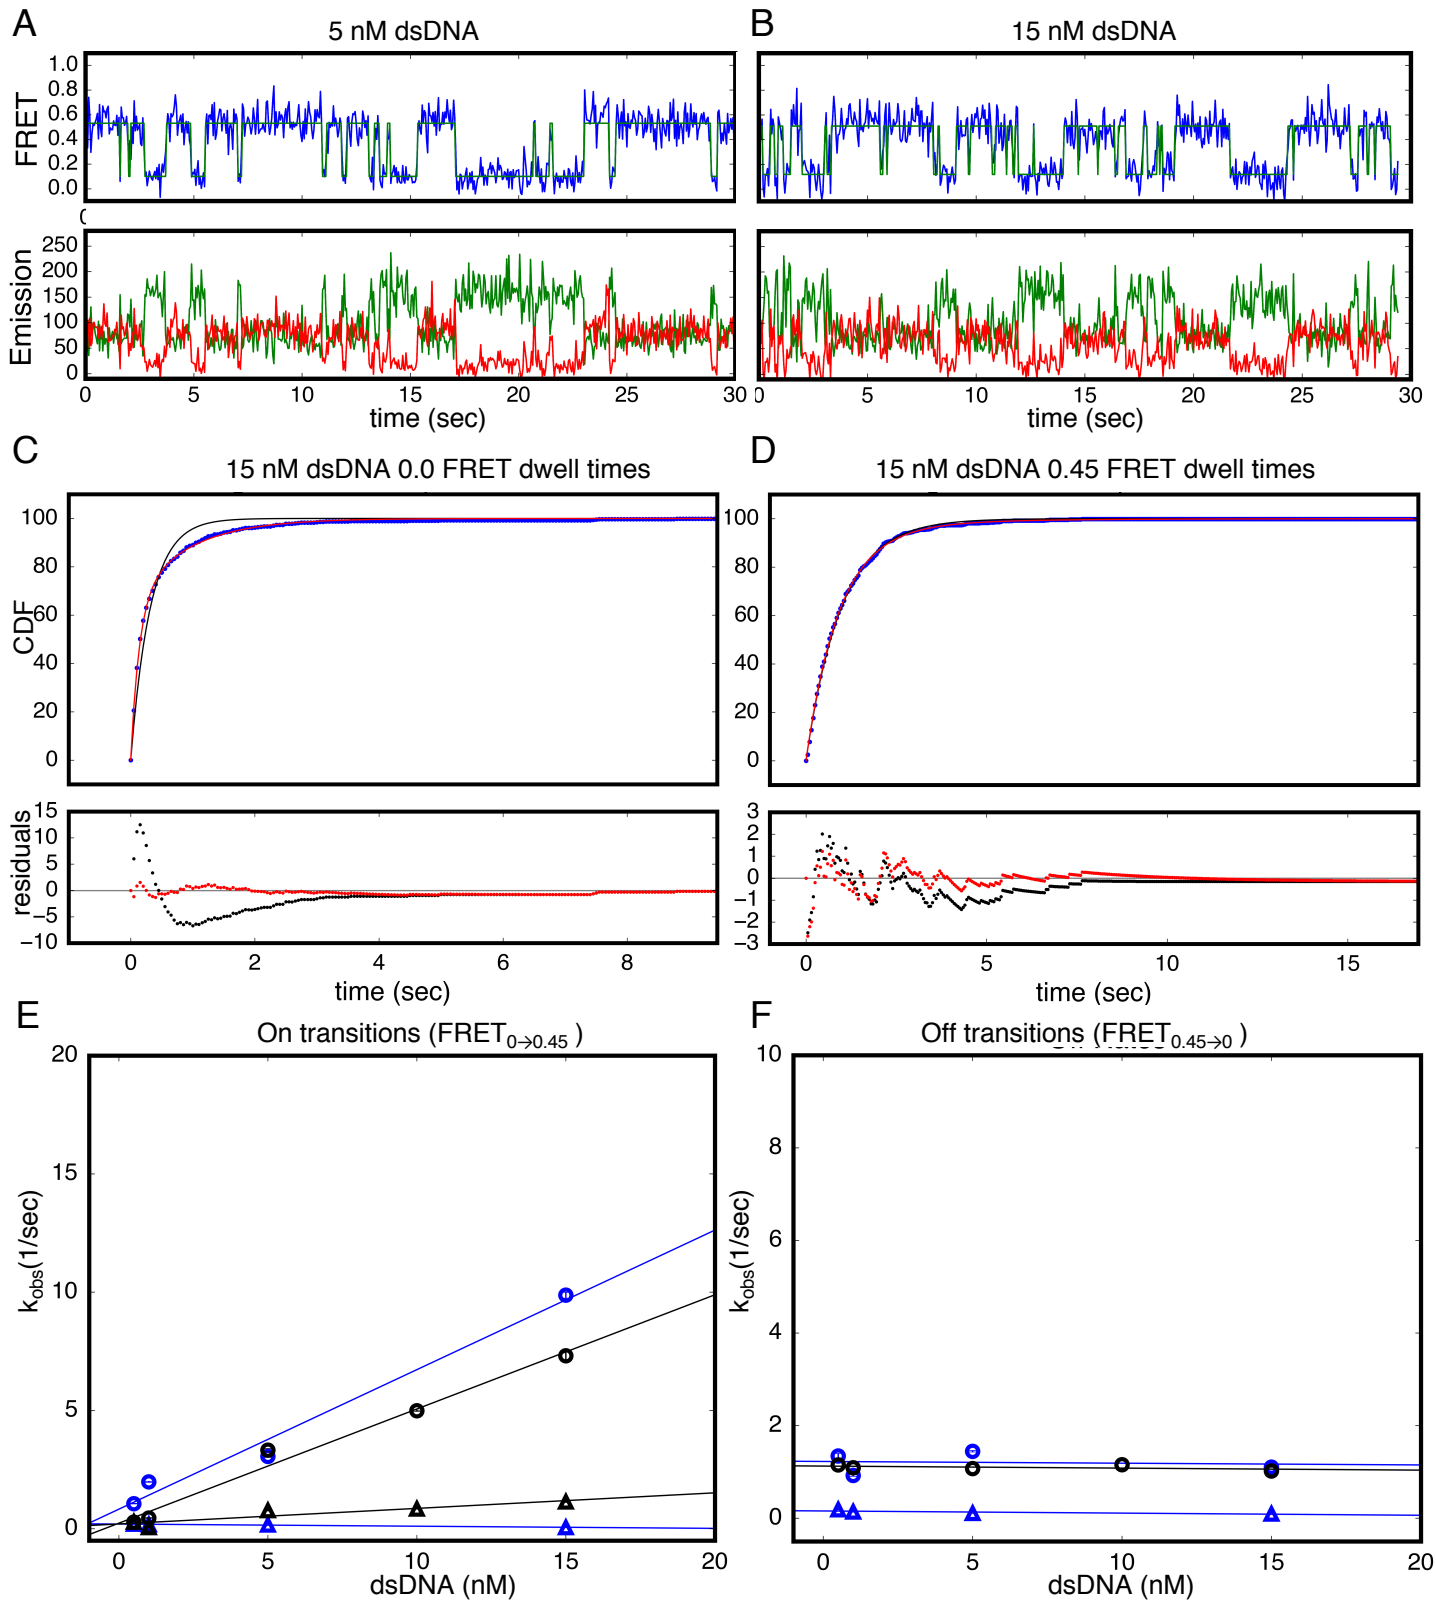 A
B
5 nM dsDNA
15 nM dsDNA
1.0
0.8
0.6
0.4
0.2
0.0
FRET
250
200
150
100
50
0
Emission
0 5 10 15 20 25 30
time (sec)
0 5 10 15 20 25 30
time (sec)
C
D
15 nM dsDNA 0.0 FRET dwell times
15 nM dsDNA 0.45 FRET dwell times
100
80
60
40
20
0
CDF
100
80
60
40
20
0
15
10
5
0
−5
−10
residuals
3
2
1
0
−1
−2
−3
0 2 4 6 8
time (sec)
0 5 10 15
time (sec)
E
F
On transitions (FRET0→0.45 )
Off transitions (FRET0.45→0 )
20
15
10
5
0
kobs(1/sec)
10
8
6
4
2
0
kobs(1/sec)
0 5 10 15 20
dsDNA (nM)
0 5 10 15 20
dsDNA (nM)